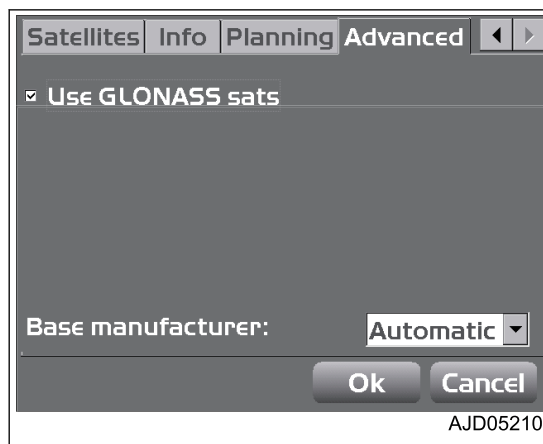 Satellites Info Planning Advanced
Use GLONASS sats
Base manufacturer: Automatic
Ok Cancel
AJD05210